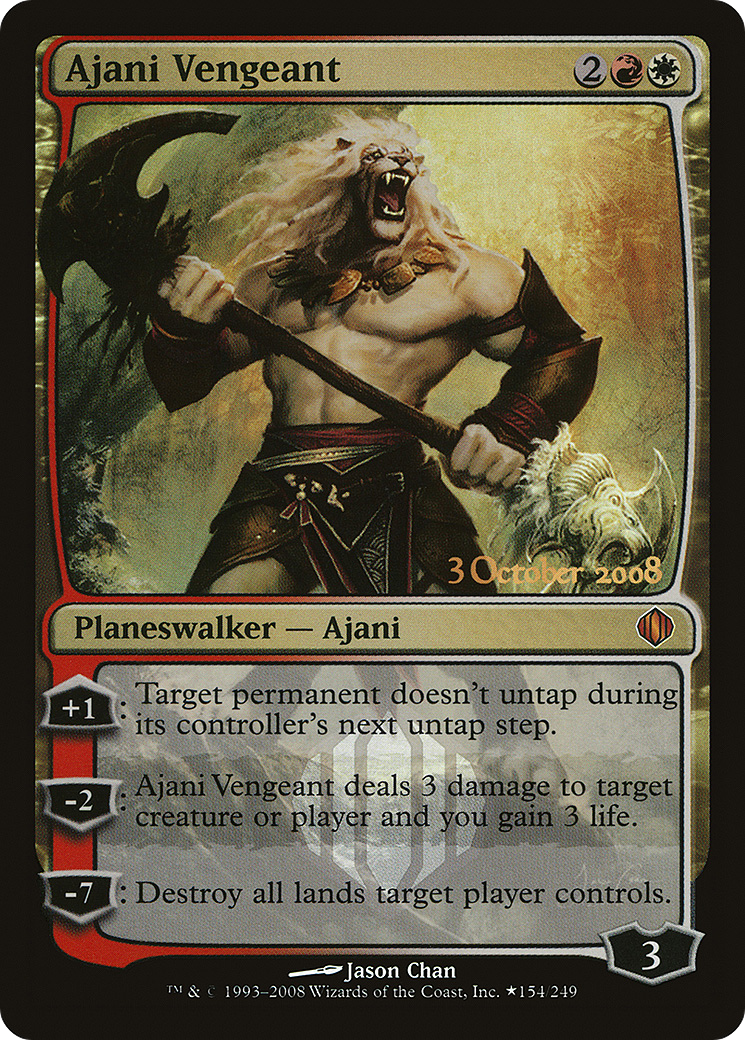 Ajani Vengeant 2
3 October 2008
Planeswalker — Ajani
+1 : Target permanent doesn't untap during
its controller's next untap step.
-2 : Ajani Vengeant deals 3 damage to target
creature or player and you gain 3 life.
-7 : Destroy all lands target player controls.
3
Jason Chan
™ & © 1993–2008 Wizards of the Coast, Inc. ★154/249